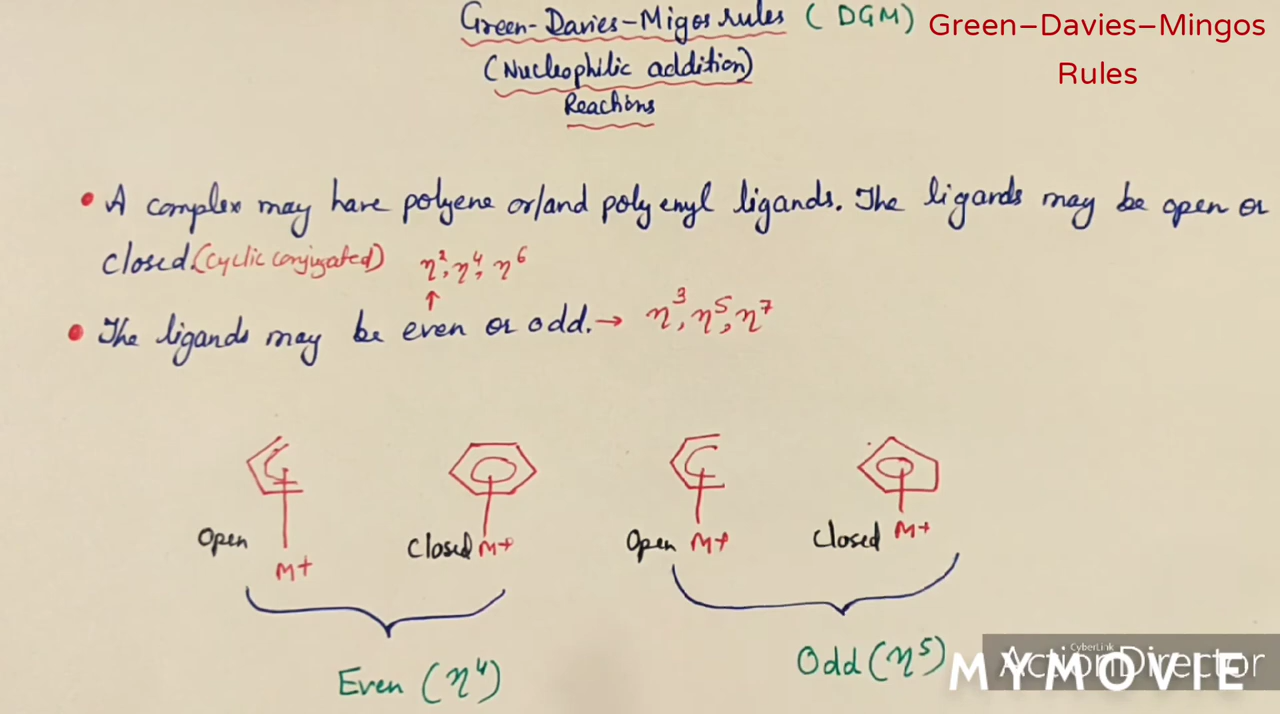 Green-Davies-Migos rules (DGM)
Green–Davies–Mingos
Rules
(Nucleophilic addition)
Reactions
• A complex may have polyene or/and polyenyl ligands. The ligands may be open or
closed.(cyclic conjugated) η², η⁴, η⁶
↑
• The ligands may be even or odd. → η³, η⁵, η⁷
Open M+
Closed M+
Open M+
Closed M+
Even (η⁴)
Odd (η⁵)
CyberLink
ActionDirector
MYMOVIE